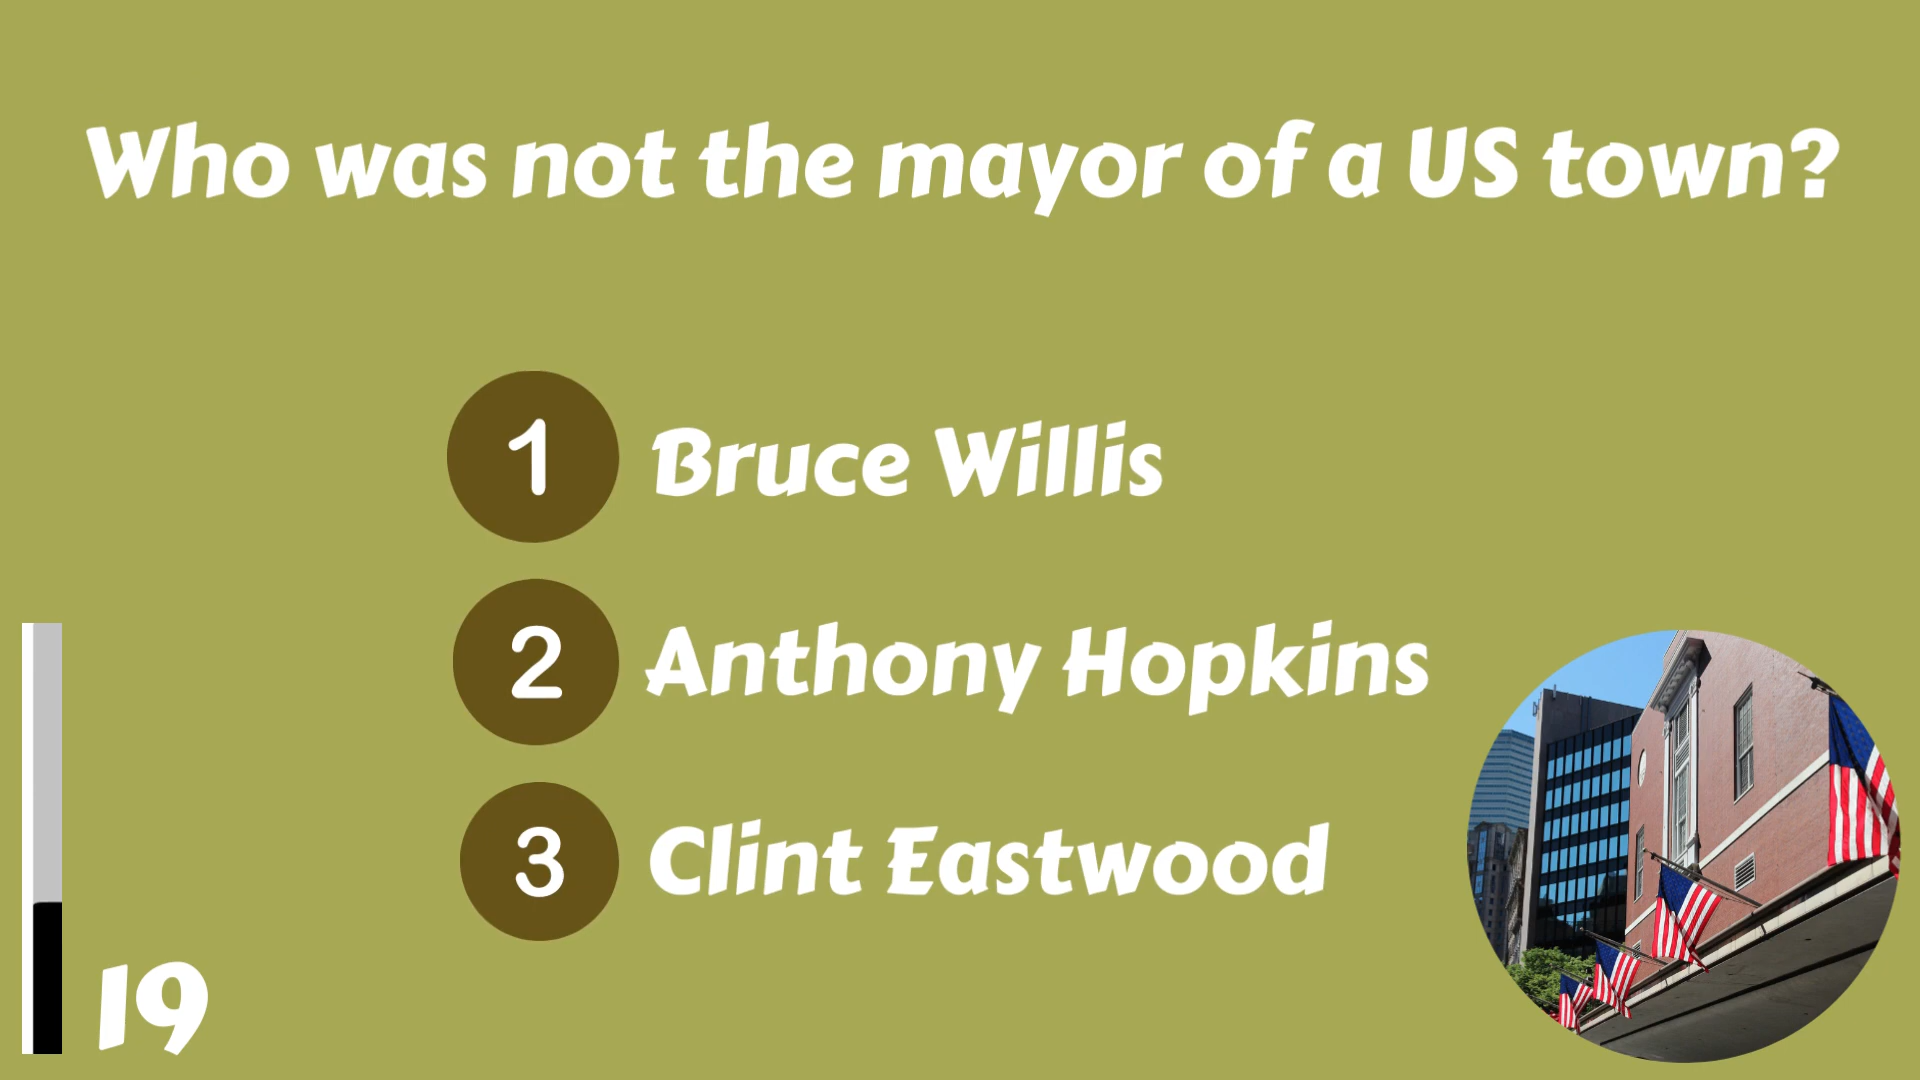 Who was not the mayor of a US town?
1 Bruce Willis
2 Anthony Hopkins
3 Clint Eastwood
19